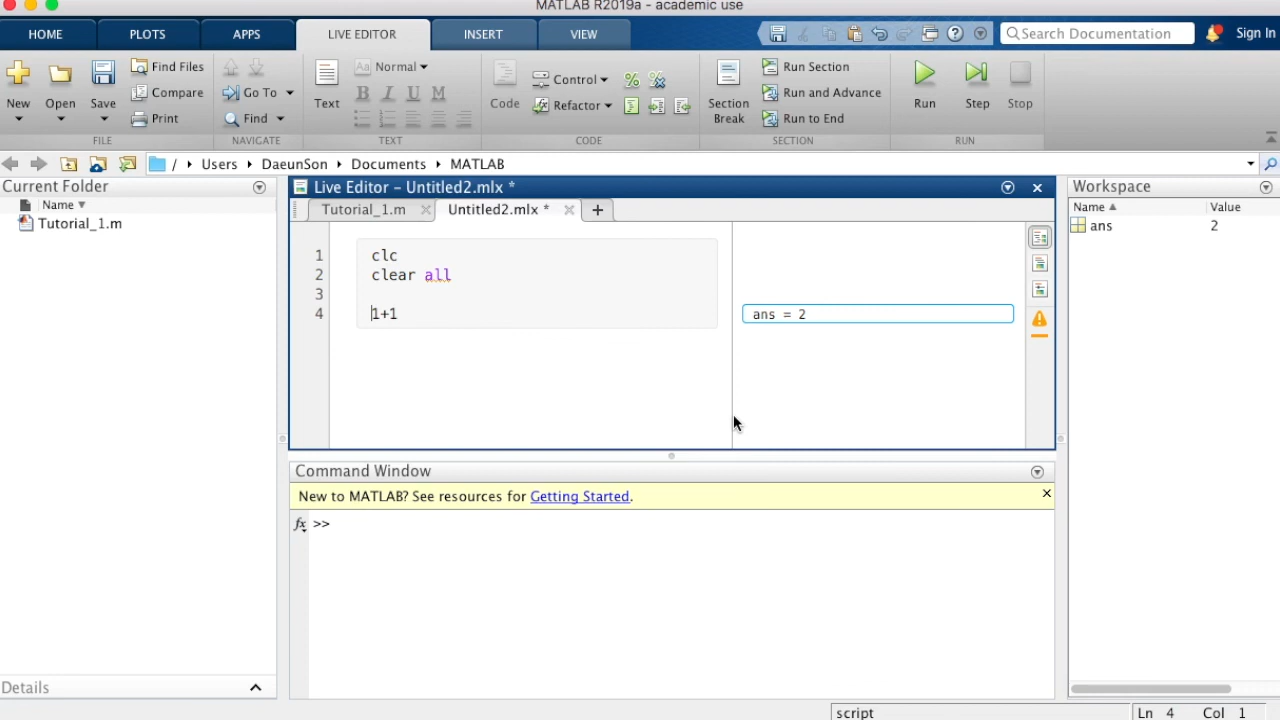 MATLAB R2019a - academic use
HOME PLOTS APPS LIVE EDITOR INSERT VIEW
Search Documentation
Sign In
New Open Save
Find Files
Compare
Print
FILE
Go To
Find
NAVIGATE
Text
Aa Normal
B I U M
TEXT
Code
Control
Refactor
CODE
Section
Break
Run Section
Run and Advance
Run to End
SECTION
Run Step Stop
RUN
/ Users DaeunSon Documents MATLAB
Current Folder
Name
Tutorial_1.m
Details
Live Editor - Untitled2.mlx *
Tutorial_1.m Untitled2.mlx * +
1 clc
2 clear all
3
4 1+1
ans = 2
Command Window
New to MATLAB? See resources for Getting Started.
fx >>
Workspace
Name Value
ans 2
script Ln 4 Col 1